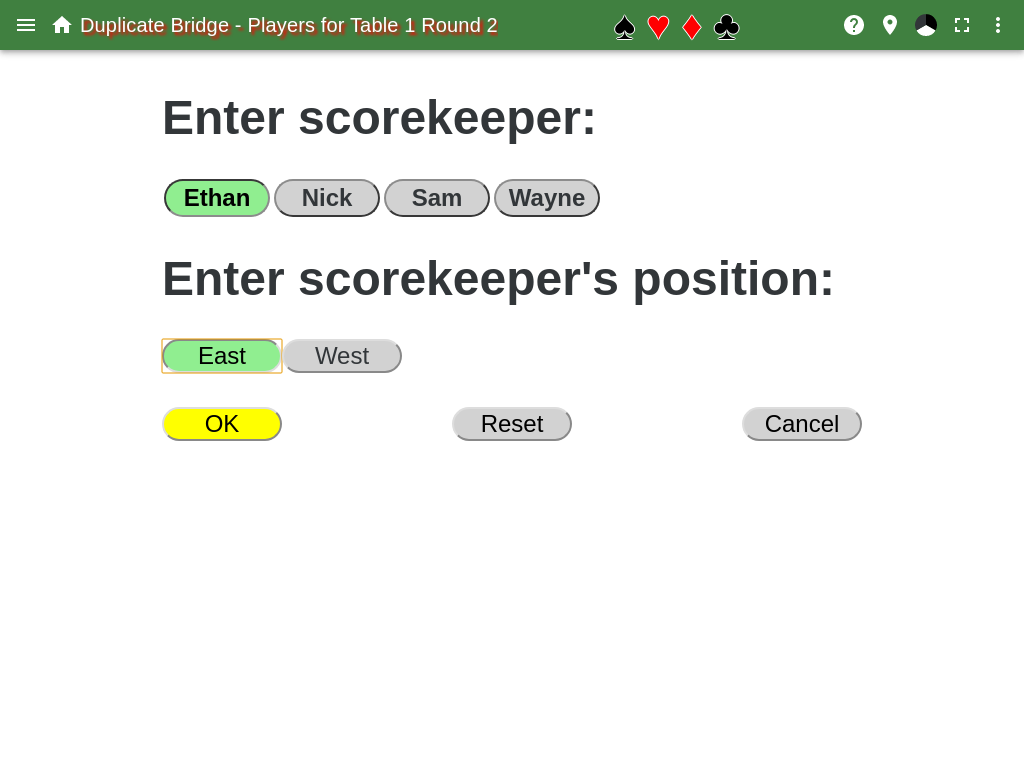 Duplicate Bridge - Players for Table 1 Round 2
Enter scorekeeper:
Ethan Nick Sam Wayne
Enter scorekeeper's position:
East West
OK Reset Cancel